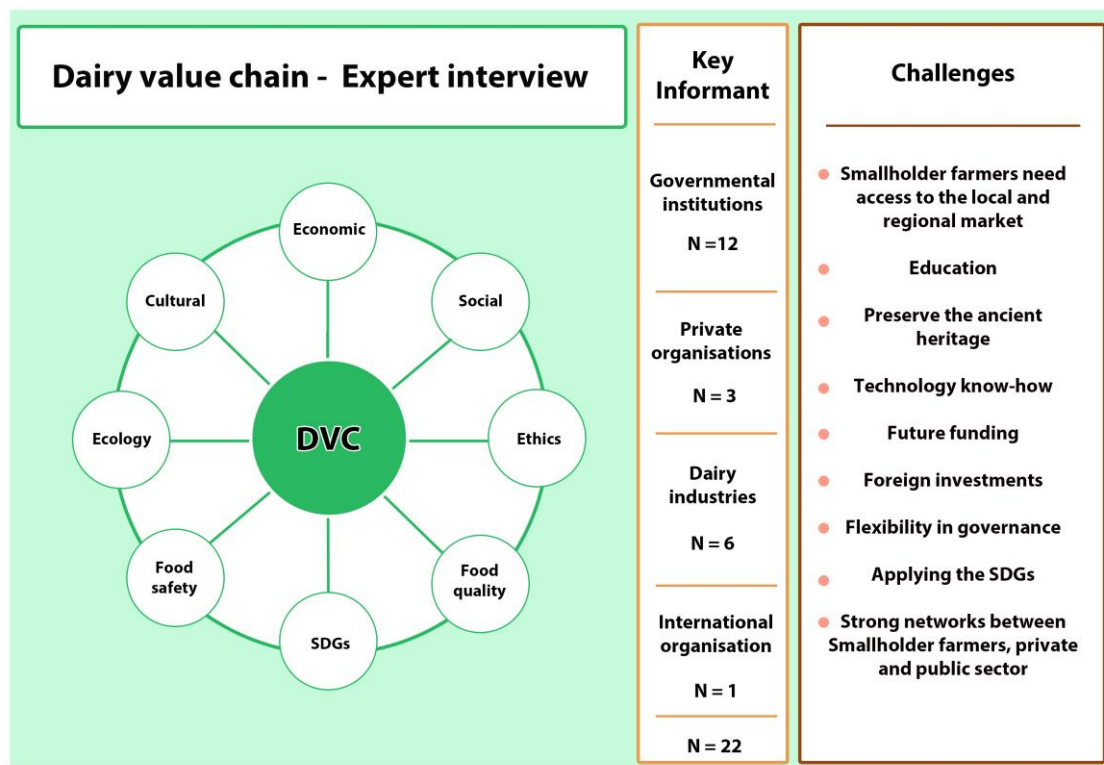 Dairy value chain - Expert interview
Economic
Cultural
Social
Ecology
DVC
Ethics
Food
safety
Food
quality
SDGs
Key
Informant
Governmental
institutions
N =12
Private
organisations
N = 3
Dairy
industries
N = 6
International
organisation
N = 1
N = 22
Challenges
Smallholder farmers need
access to the local and
regional market
Education
Preserve the ancient
heritage
Technology know-how
Future funding
Foreign investments
Flexibility in governance
Applying the SDGs
Strong networks between
Smallholder farmers, private
and public sector